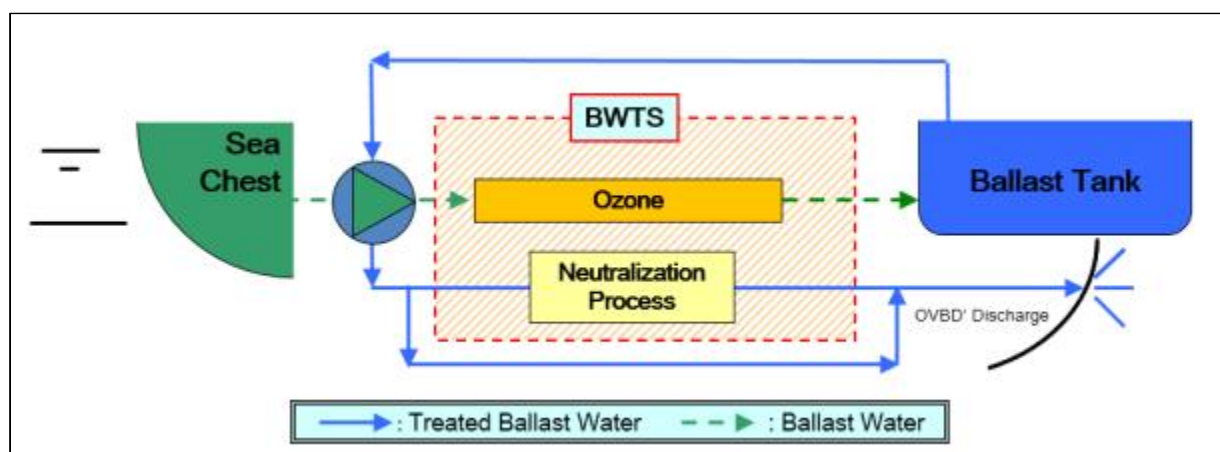 BWTS
Sea
Chest
Ozone
Ballast Tank
Neutralization
Process
OVBD' Discharge
: Treated Ballast Water
: Ballast Water